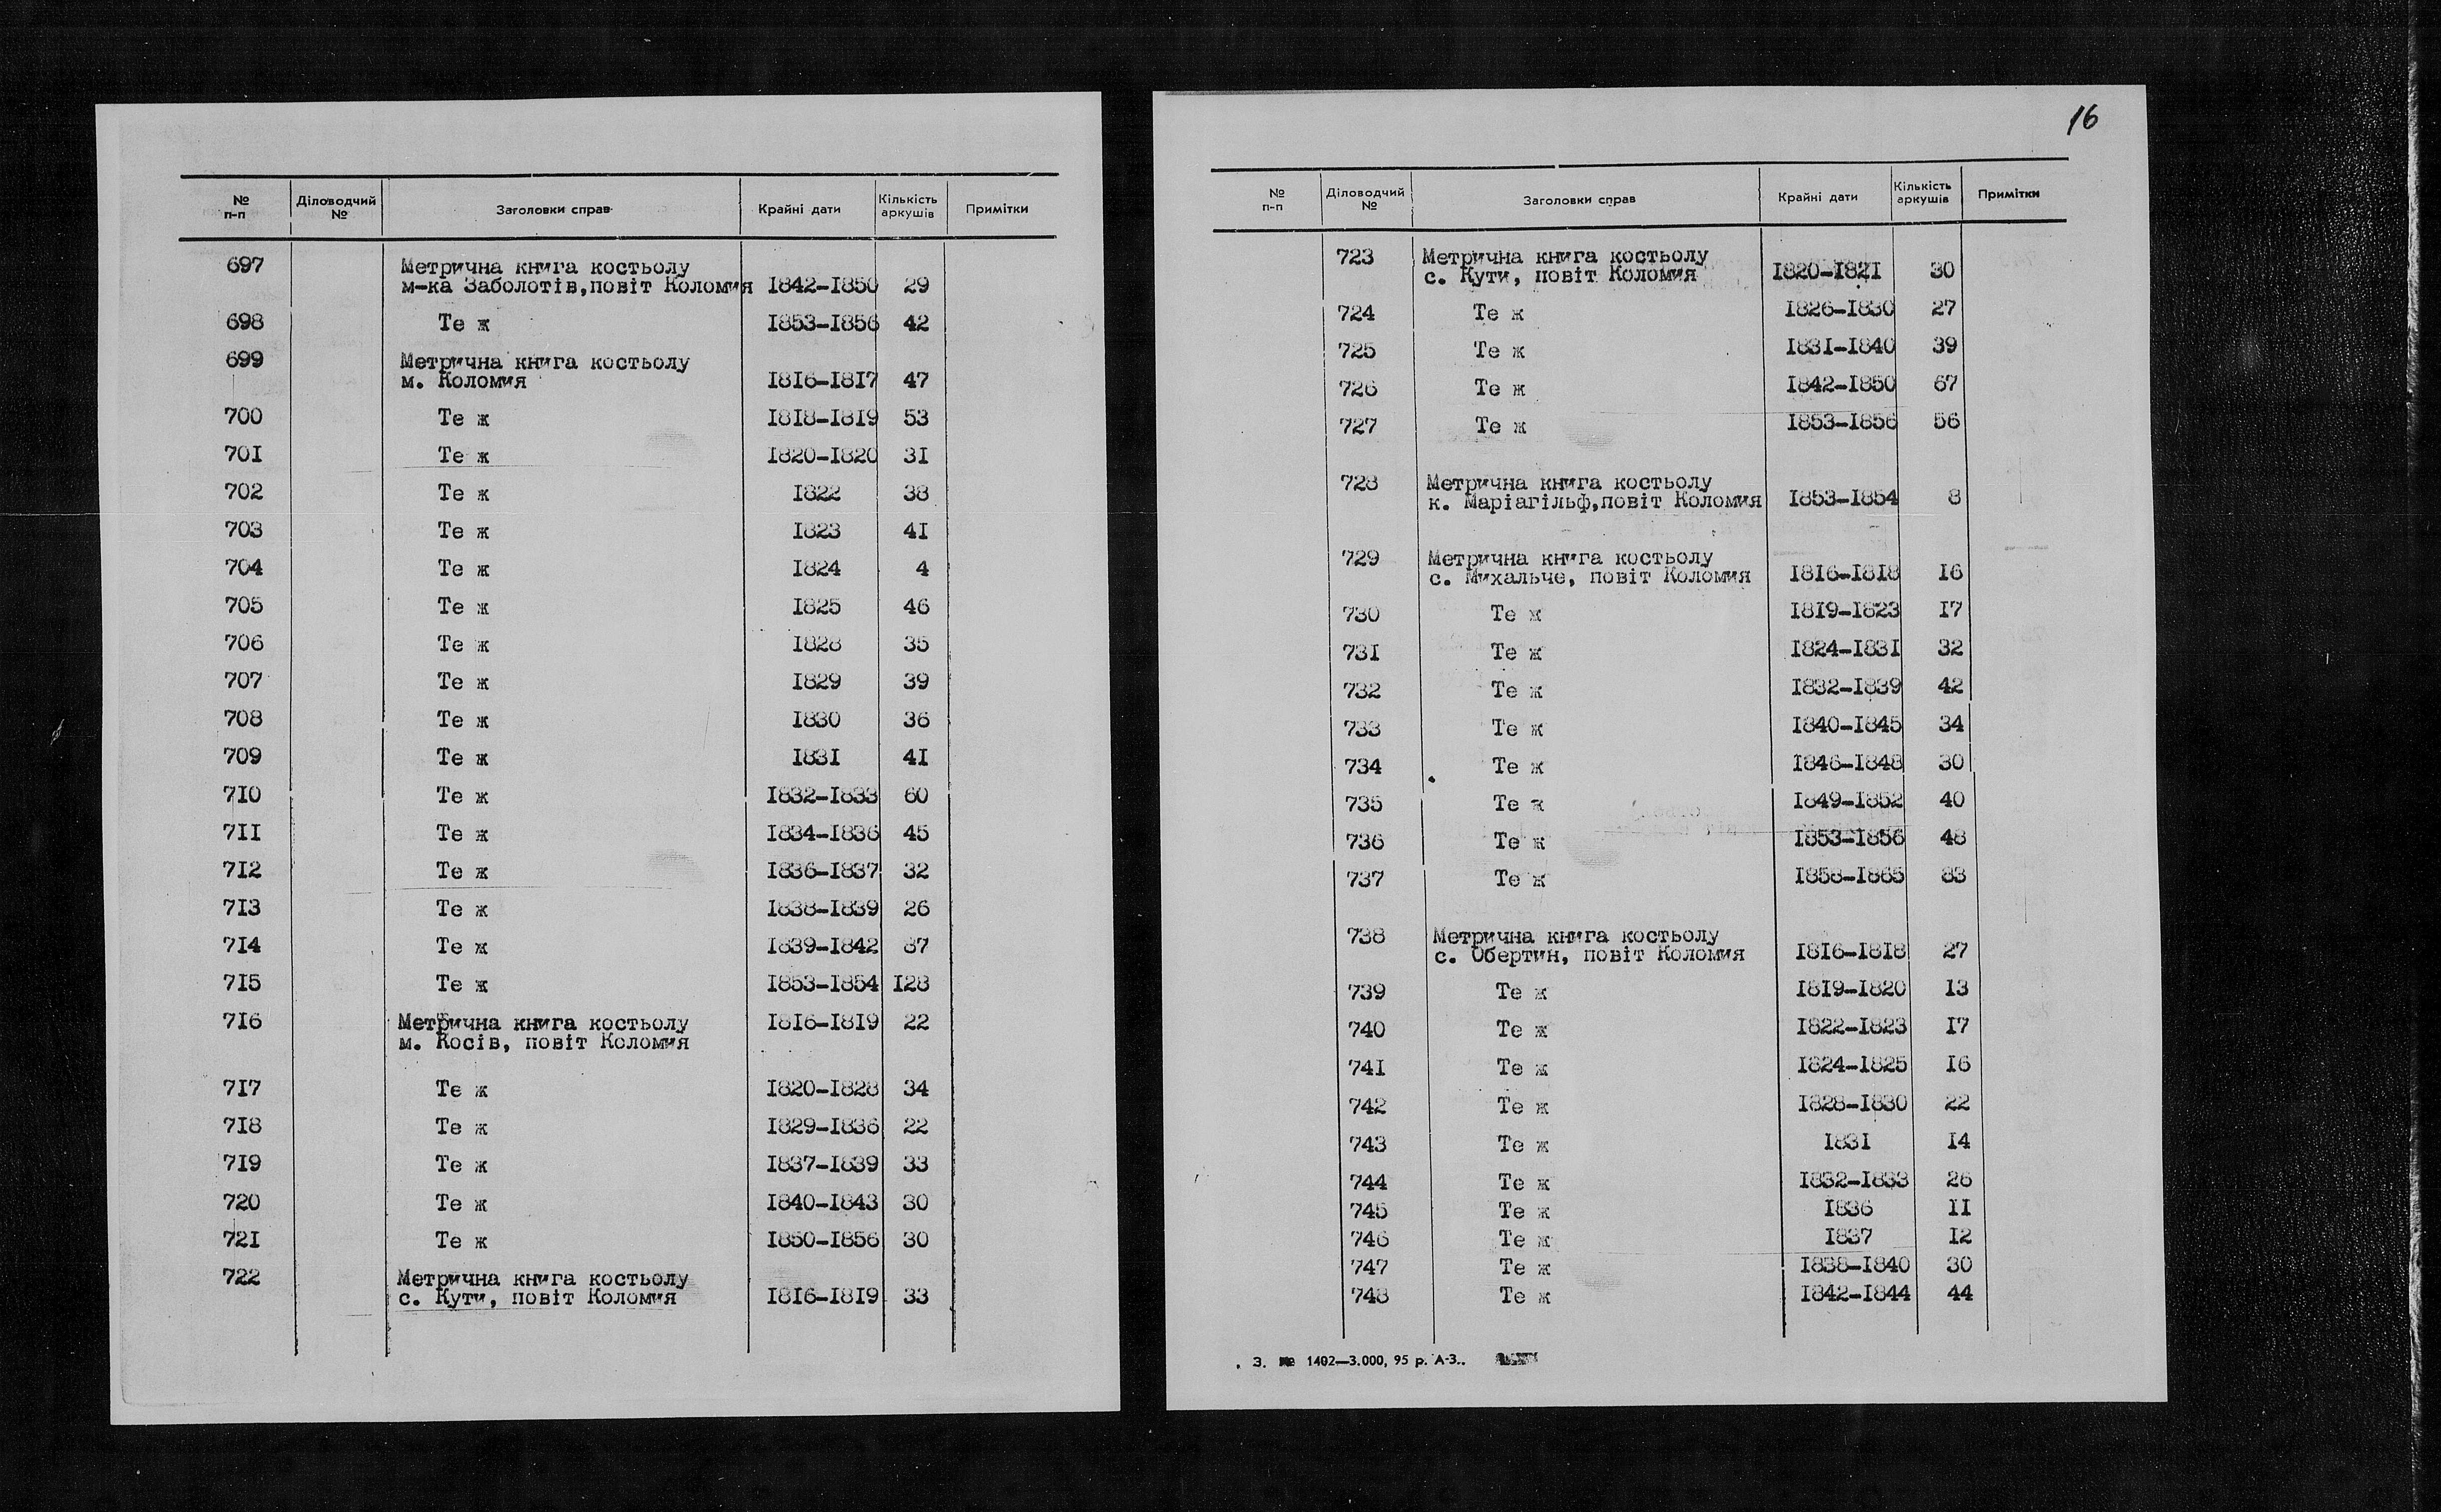 № п-п Діловодчий № Заголовки справ Крайні дати Кількість аркушів Примітки
697 Метрична книга костьолу
м-ка Заболотів,повіт Коломия 1842-1850 29
698 Те ж 1853-1856 42
699 Метрична книга костьолу
м. Коломия 1816-1817 47
700 Те ж 1818-1819 53
701 Те ж 1820-1820 31
702 Те ж 1822 38
703 Те ж 1823 41
704 Те ж 1824 4
705 Те ж 1825 46
706 Те ж 1828 35
707 Те ж 1829 39
708 Те ж 1830 36
709 Те ж 1831 41
710 Те ж 1832-1833 60
711 Те ж 1834-1836 45
712 Те ж 1836-1837 32
713 Те ж 1838-1839 26
714 Те ж 1839-1842 87
715 Те ж 1853-1854 128
716 Метрична книга костьолу 1816-1819 22
м. Косів, повіт Коломия
717 Те ж 1820-1828 34
718 Те ж 1829-1836 22
719 Те ж 1837-1839 33
720 Те ж 1840-1843 30
721 Те ж 1850-1856 30
722 Метрична книга костьолу
с. Кути, повіт Коломия 1816-1819 33
16
№ п-п Діловодчий № Заголовки справ Крайні дати Кількість аркушів Примітки
723 Метрична книга костьолу
с. Кути, повіт Коломия 1820-1821 30
724 Те ж 1826-1830 27
725 Те ж 1831-1840 39
726 Те ж 1842-1850 67
727 Те ж 1853-1856 56
728 Метрична книга костьолу
к. Маріагільф,повіт Коломия 1853-1854 8
729 Метрична книга костьолу
с. Михальче, повіт Коломия 1816-1818 16
730 Те ж 1819-1823 17
731 Те ж 1824-1831 32
732 Те ж 1832-1839 42
733 Те ж 1840-1845 34
734 Те ж 1846-1848 30
735 Те ж 1849-1852 40
736 Те ж 1853-1856 48
737 Те ж 1858-1865 83
738 Метрична книга костьолу
с. Обертин, повіт Коломия 1816-1818 27
739 Те ж 1819-1820 13
740 Те ж 1822-1823 17
741 Те ж 1824-1825 16
742 Те ж 1828-1830 22
743 Те ж 1831 14
744 Те ж 1832-1833 26
745 Те ж 1836 11
746 Те ж 1837 12
747 Те ж 1838-1840 30
748 Те ж 1842-1844 44
З. № 1402—3.000, 95 р. А-3..